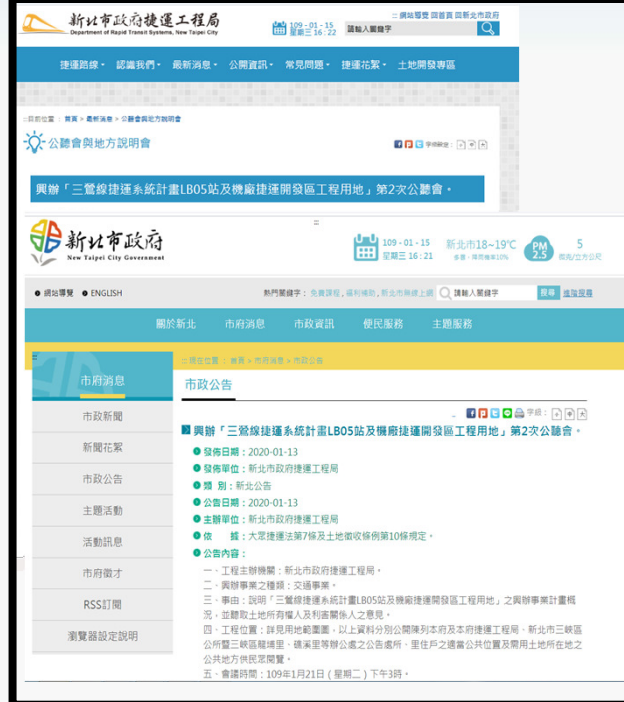 新北市政府捷運工程局
Department of Rapid Transit Systems, New Taipei City
109 - 01 - 15
星期三 16:22
:::網站導覽 回首頁 回新北市政府
請輸入關鍵字
捷運路線 認識我們 最新消息 公開資訊 常見問題 捷運花絮 土地開發專區
:::目前位置：首頁 > 最新消息 > 公聽會與地方說明會
公聽會與地方說明會
字級設定：
興辦「三鶯線捷運系統計畫LB05站及機廠捷運開發區工程用地」第2次公聽會。
:::
新北市政府
New Taipei City Government
109 - 01 - 15
星期三 16:21
新北市18~19℃
多雲，降雨機率10%
PM 2.5
5
微克/立方公尺
網站導覽 ENGLISH
熱門關鍵字：免費課程,福利補助,新北市無線上網
請輸入關鍵字
搜尋 進階搜尋
關於新北 市府消息 市政資訊 便民服務 主題服務
:::現在位置：首頁 > 市府消息 > 市政公告
市府消息
市政新聞
新聞花絮
市政公告
主題活動
活動訊息
市府徵才
RSS訂閱
瀏覽器設定說明
市政公告
字級：
興辦「三鶯線捷運系統計畫LB05站及機廠捷運開發區工程用地」第2次公聽會。
發佈日期：2020-01-13
發佈單位：新北市政府捷運工程局
類 別：新北公告
公告日期：2020-01-13
主辦單位：新北市政府捷運工程局
依 據：大眾捷運法第7條及土地徵收條例第10條規定。
公告內容：
一、工程主辦機關：新北市政府捷運工程局。
二、興辦事業之種類：交通事業。
三、事由：說明「三鶯線捷運系統計畫LB05站及機廠捷運開發區工程用地」之興辦事業計畫概
況，並聽取土地所有權人及利害關係人之意見。
四、工程位置：詳見用地範圍圖，以上資料分別公開陳列本府及本府捷運工程局、新北市三峽區
公所暨三峽區龍埔里、礁溪里等辦公處之公告處所、里住戶之適當公共位置及需用土地所在地之
公共地方供民眾閱覽。
五、會議時間：109年1月21日 ( 星期二 ) 下午3時。